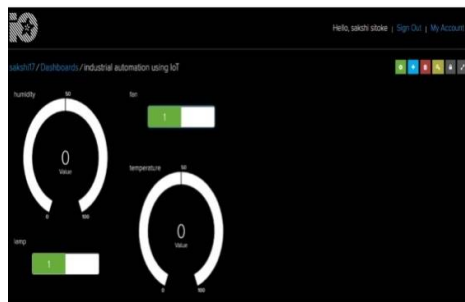 iO
Hello, sakshi sitoke | Sign Out | My Account
sakshi17/Dashboards/industrial automation using IoT
humidity
50
0
Value
0
100
fan
1
temperature
50
0
Value
0
100
lamp
1